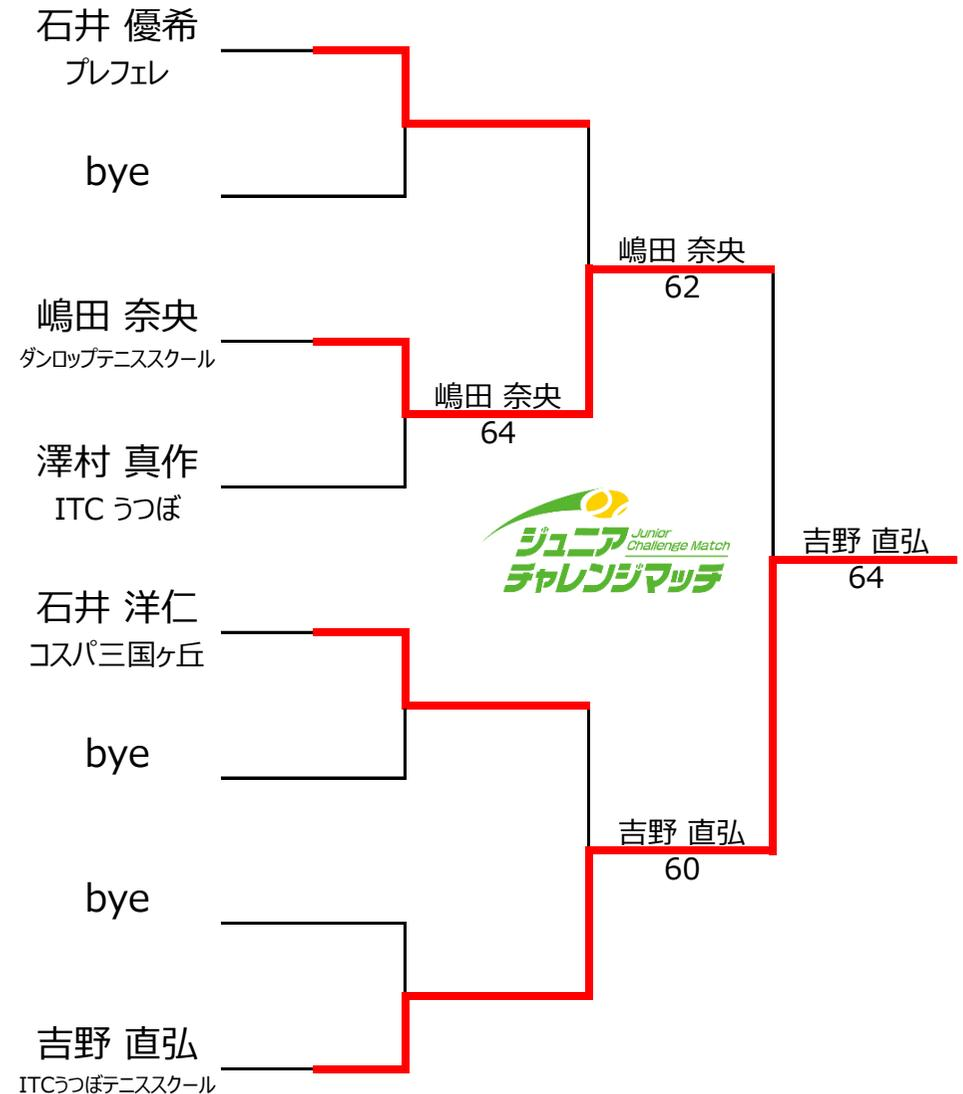 石井 優希
プレフェレ
bye
嶋田 奈央
62
嶋田 奈央
ダンロップテニススクール
嶋田 奈央
64
澤村 真作
ITC うつぼ
ジュニア
Junior
Challenge Match
チャレンジマッチ
吉野 直弘
64
石井 洋仁
コスパ三国ヶ丘
bye
吉野 直弘
60
bye
吉野 直弘
ITCうつぼテニススクール